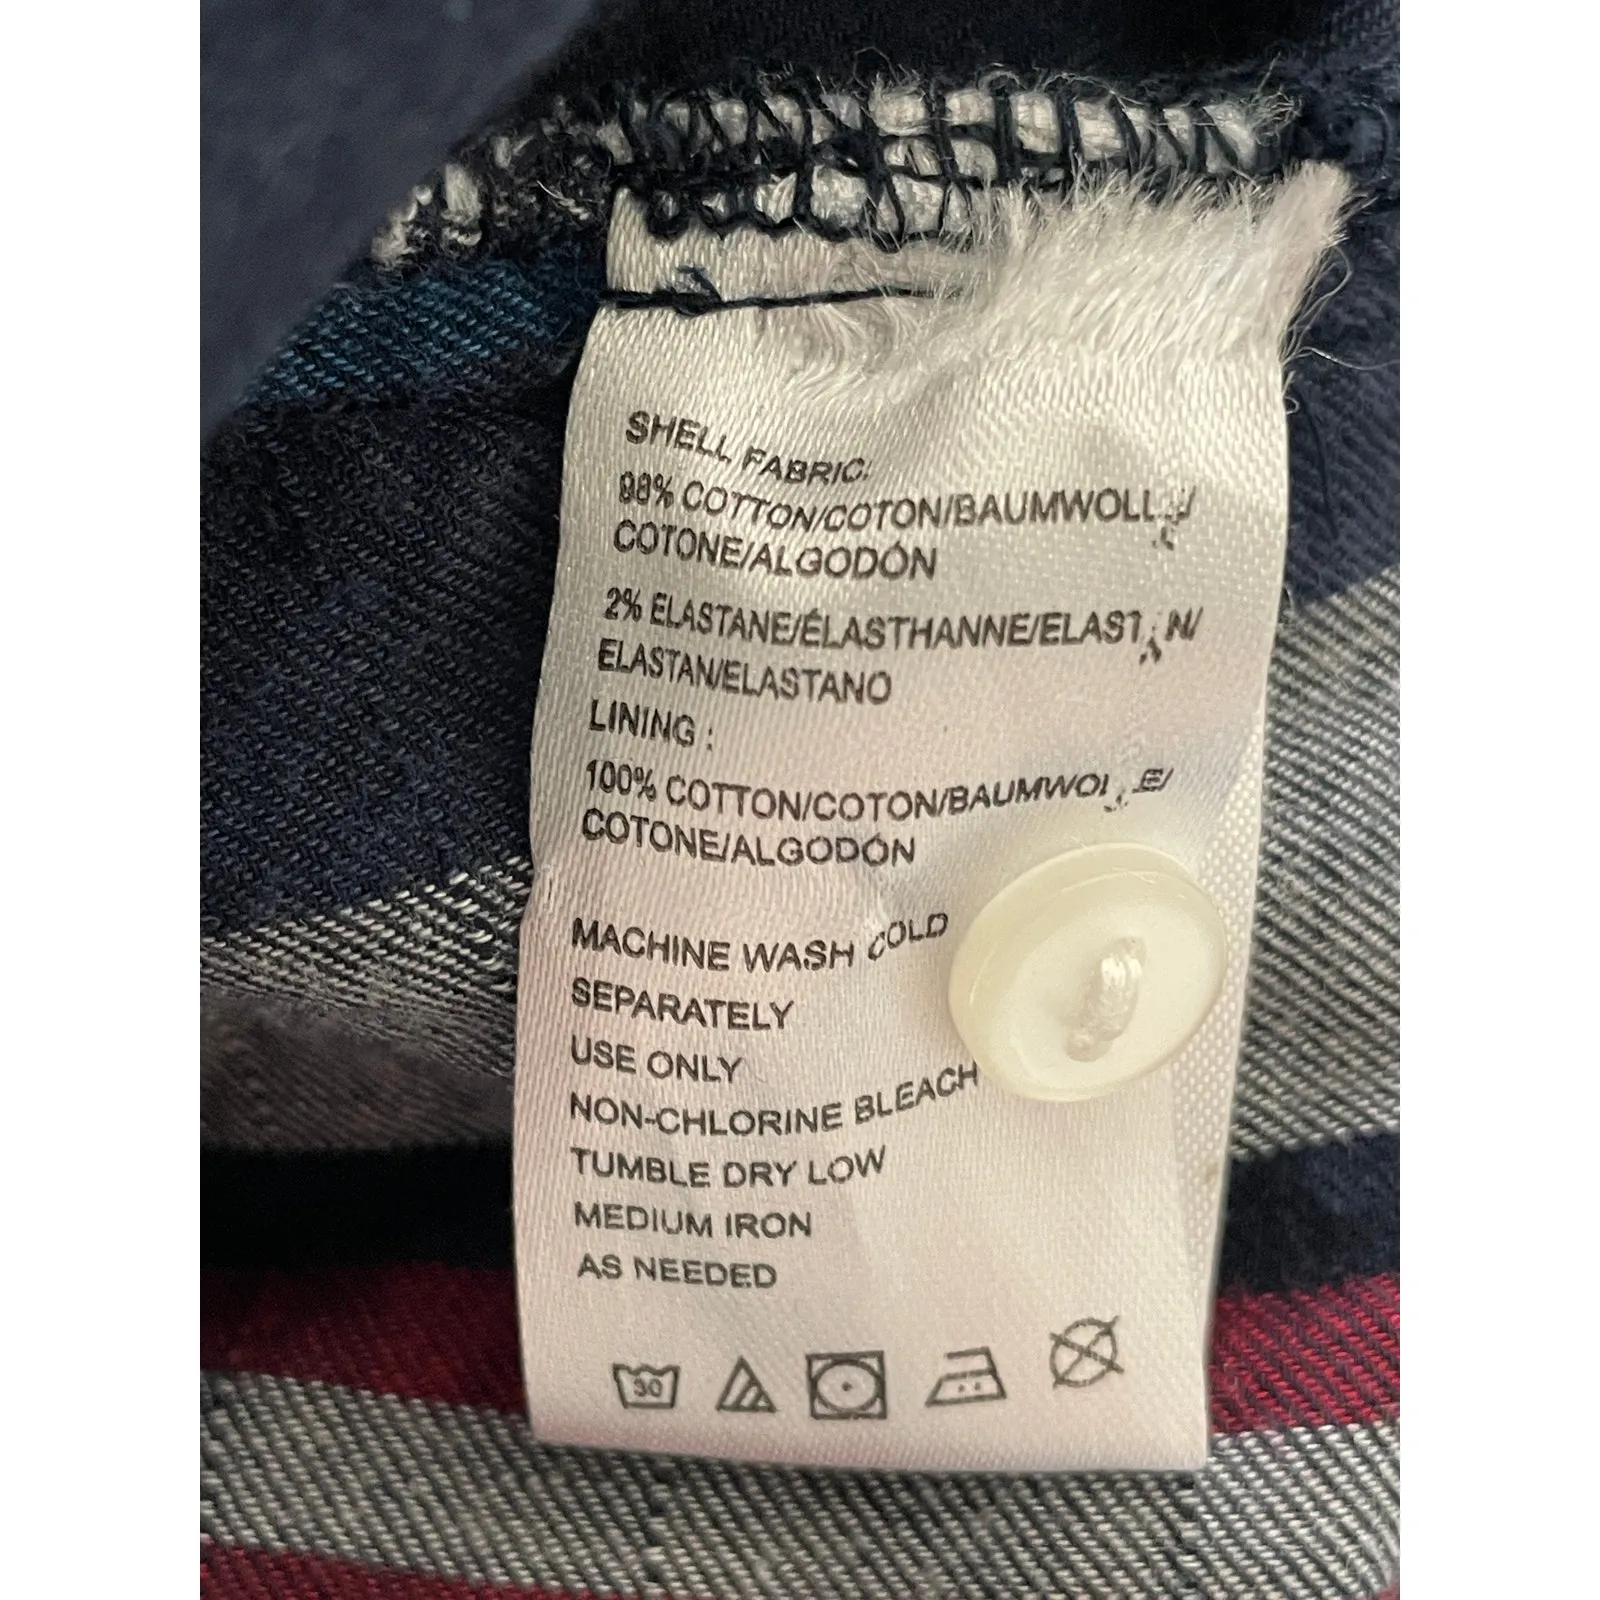 SHELL FABRIC:
98% COTTON/COTON/BAUMWOLLE/
COTONE/ALGODÓN
2% ELASTANE/ÉLASTHANNE/ELASTAN/
ELASTAN/ELASTANO
LINING :
100% COTTON/COTON/BAUMWOLLE/
COTONE/ALGODÓN
MACHINE WASH COLD
SEPARATELY
USE ONLY
NON-CHLORINE BLEACH
TUMBLE DRY LOW
MEDIUM IRON
AS NEEDED
30